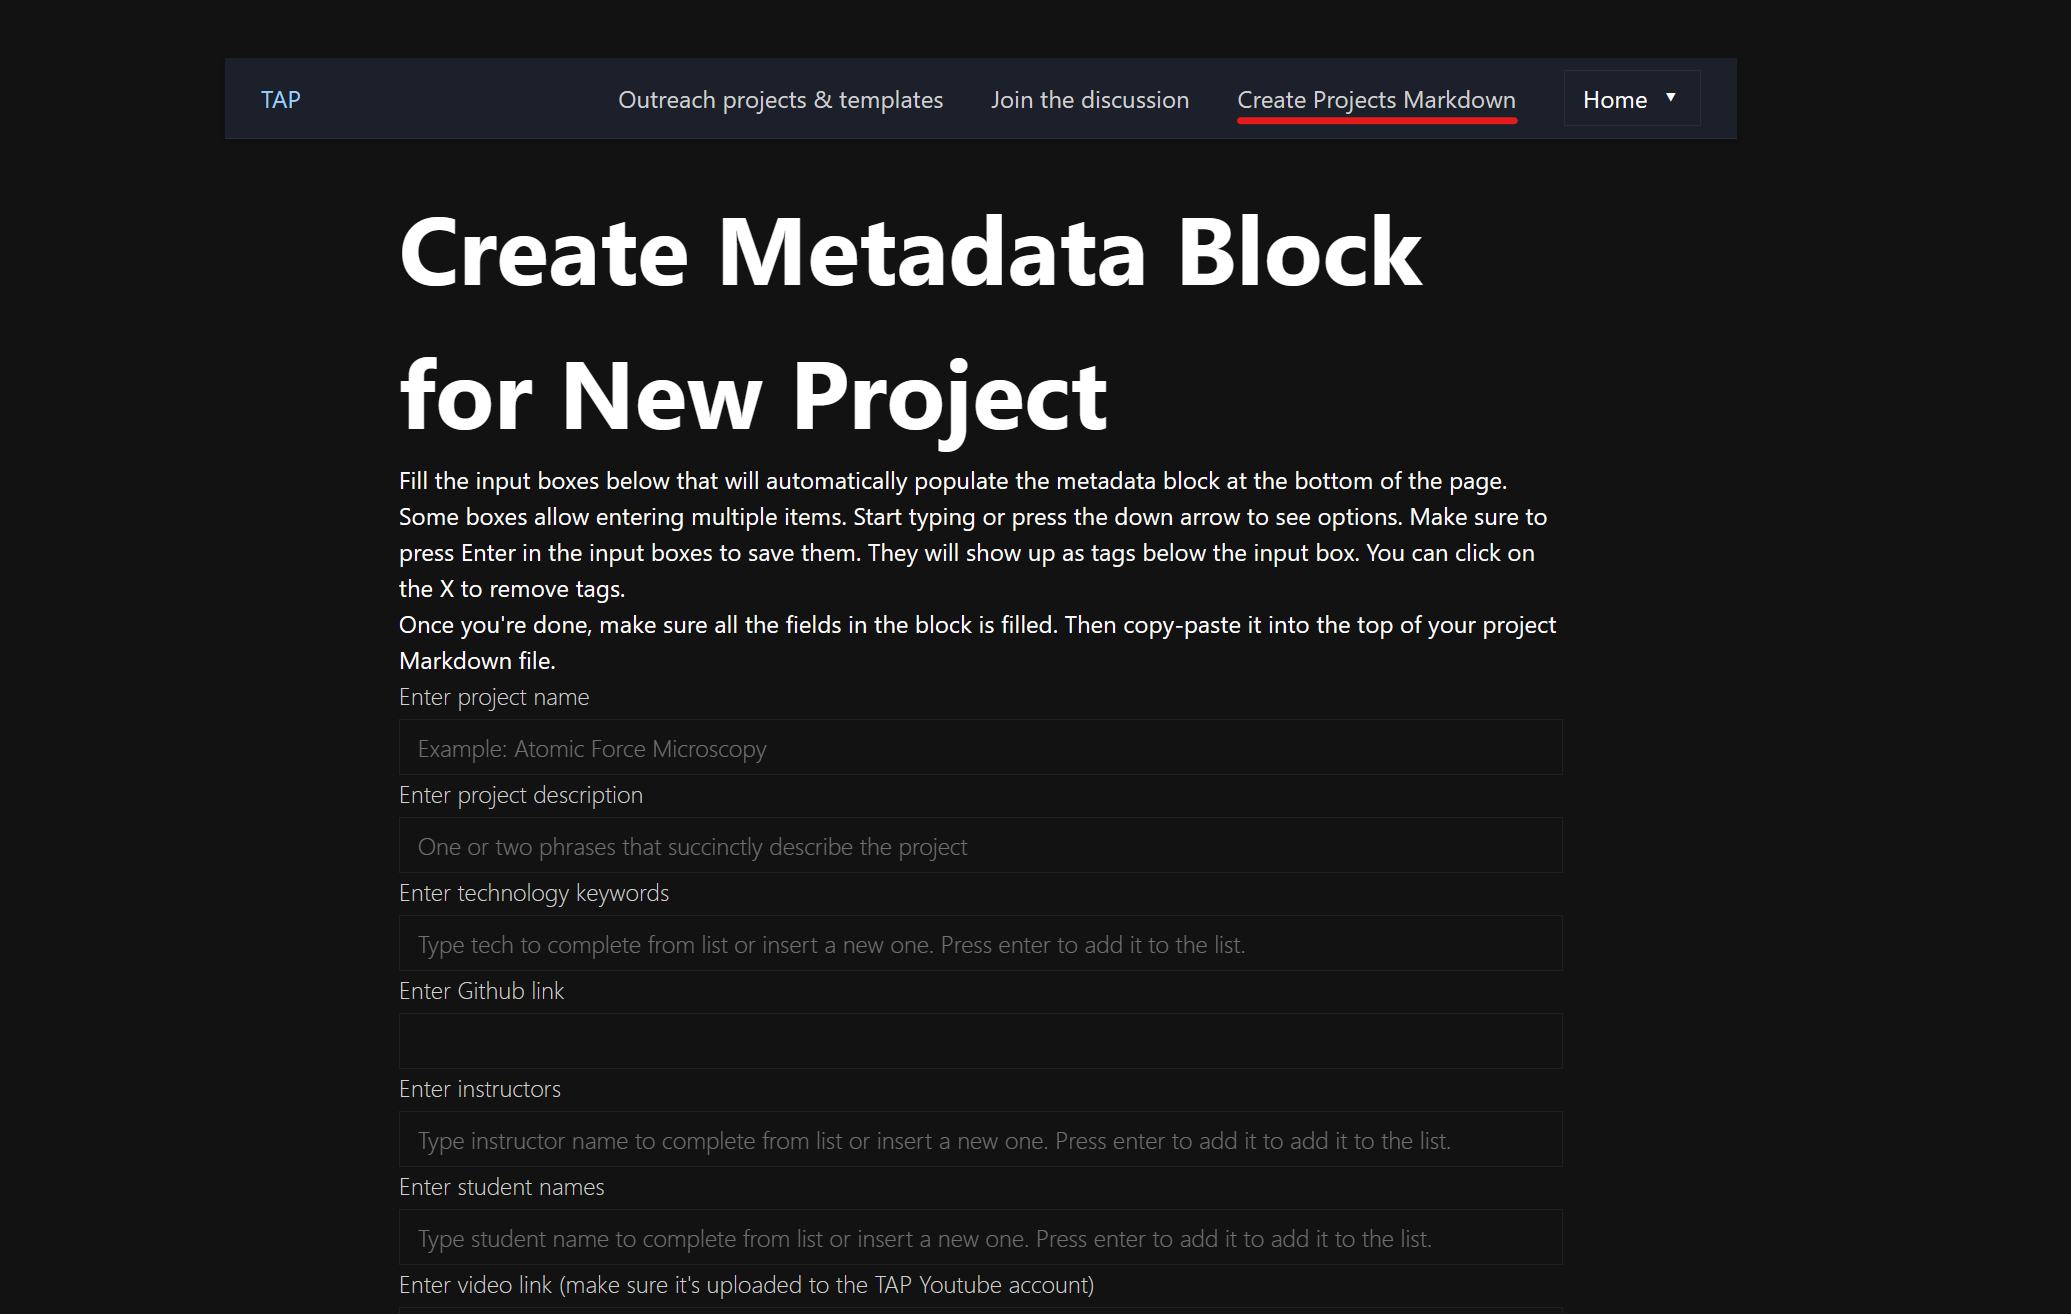 TAP
Outreach projects & templates
Join the discussion
Create Projects Markdown
Home
Create Metadata Block
for New Project
Fill the input boxes below that will automatically populate the metadata block at the bottom of the page.
Some boxes allow entering multiple items. Start typing or press the down arrow to see options. Make sure to
press Enter in the input boxes to save them. They will show up as tags below the input box. You can click on
the X to remove tags.
Once you're done, make sure all the fields in the block is filled. Then copy-paste it into the top of your project
Markdown file.
Enter project name
Example: Atomic Force Microscopy
Enter project description
One or two phrases that succinctly describe the project
Enter technology keywords
Type tech to complete from list or insert a new one. Press enter to add it to the list.
Enter Github link
Enter instructors
Type instructor name to complete from list or insert a new one. Press enter to add it to add it to the list.
Enter student names
Type student name to complete from list or insert a new one. Press enter to add it to add it to the list.
Enter video link (make sure it's uploaded to the TAP Youtube account)